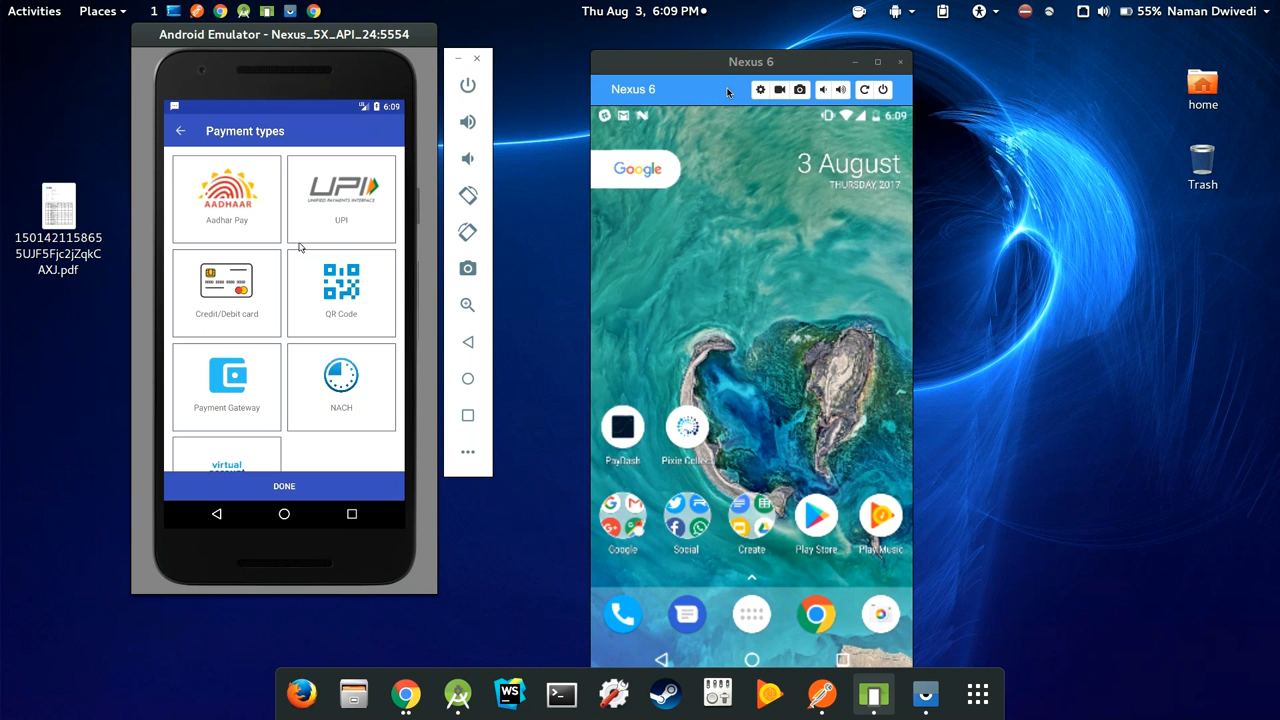 Activities Places 1 Thu Aug 3, 6:09 PM 55% Naman Dwivedi
Android Emulator - Nexus_5X_API_24:5554
6:09
Payment types
AADHAAR
Aadhar Pay
UPI
UNIFIED PAYMENTS INTERFACE
UPI
Credit/Debit card
QR Code
Payment Gateway
NACH
virtual
DONE
150142115865
5UJF5Fjc2jZqkC
AXJ.pdf
Nexus 6
Nexus 6
6:09
Google
3 August
THURSDAY, 2017
PayDash
Pixie Collec...
Google
Social
Create
Play Store
Play Music
home
Trash
WS